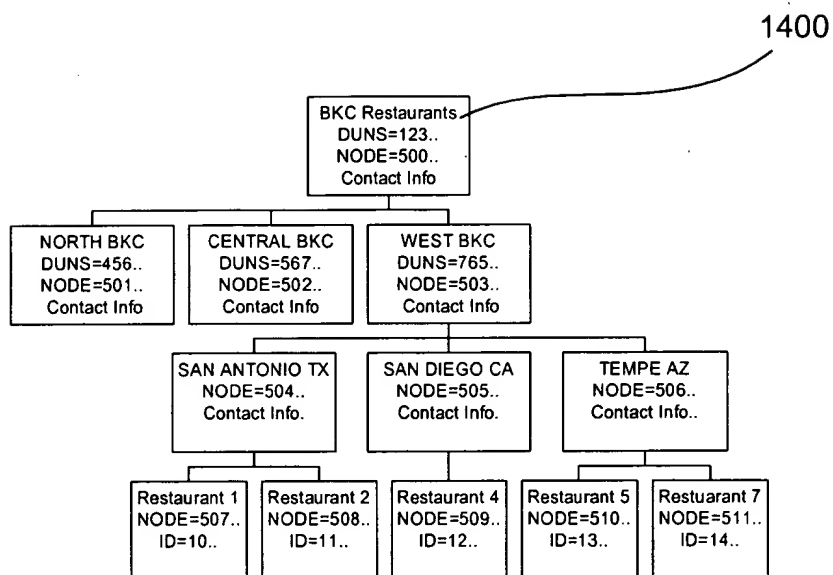 1400
BKC Restaurants
DUNS=123..
NODE=500..
Contact Info
NORTH BKC
DUNS=456..
NODE=501..
Contact Info
CENTRAL BKC
DUNS=567..
NODE=502..
Contact Info
WEST BKC
DUNS=765..
NODE=503..
Contact Info
SAN ANTONIO TX
NODE=504..
Contact Info.
SAN DIEGO CA
NODE=505..
Contact Info.
TEMPE AZ
NODE=506..
Contact Info..
Restaurant 1
NODE=507..
ID=10..
Restaurant 2
NODE=508..
ID=11..
Restaurant 4
NODE=509..
ID=12..
Restaurant 5
NODE=510..
ID=13..
Restuarant 7
NODE=511..
ID=14..